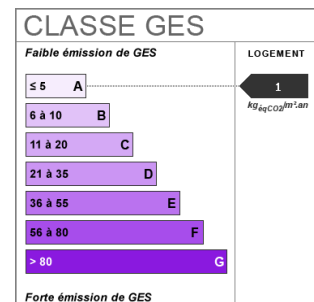 CLASSE GES
Faible émission de GES
LOGEMENT
≤ 5 A
1
kgéqCO2/m².an
6 à 10 B
11 à 20 C
21 à 35 D
36 à 55 E
56 à 80 F
> 80 G
Forte émission de GES